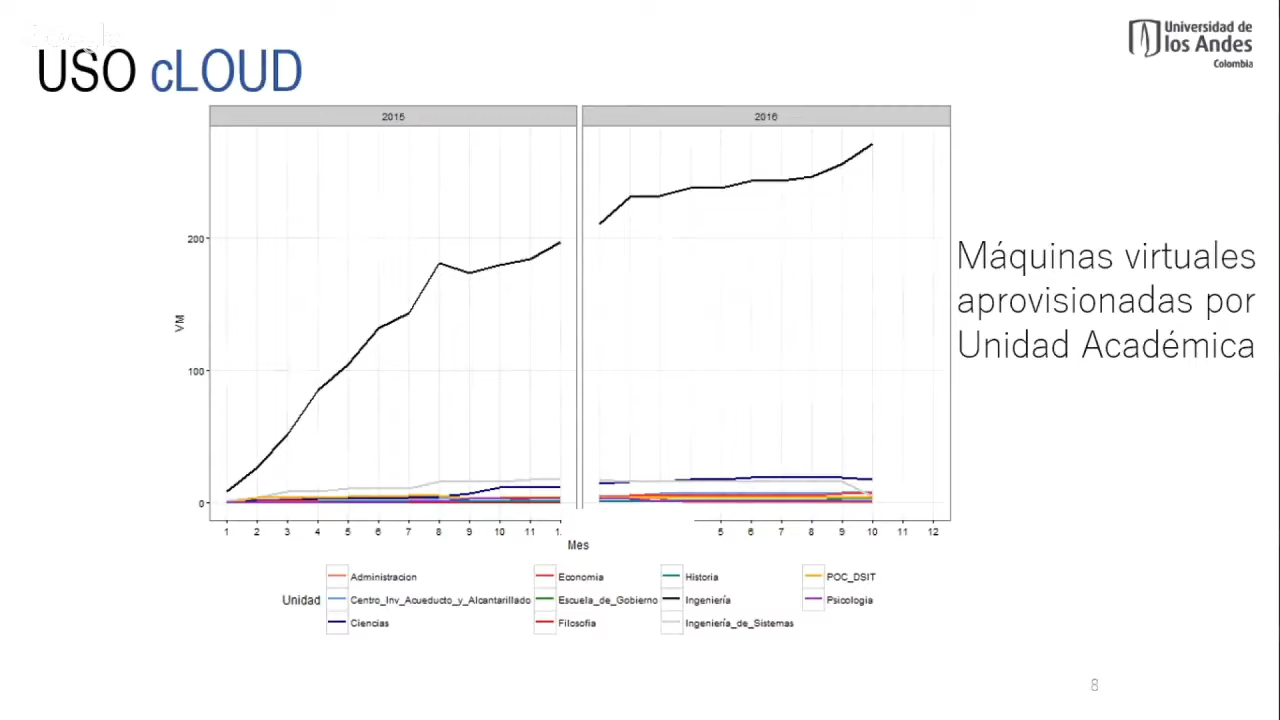 Google
USO cLOUD
Universidad de
los Andes
Colombia
2015
2016
200
100
0
VM
1 2 3 4 5 6 7 8 9 10 11 1.
5 6 7 8 9 10 11 12
Mes
Máquinas virtuales
aprovisionadas por
Unidad Académica
Unidad
Administracion
Economia
Historia
POC_DSIT
Centro_Inv_Acueducto_y_Alcantarillado
Escuela_de_Gobierno
Ingeniería
Psicologia
Ciencias
Filosofia
Ingeniería_de_Sistemas
8